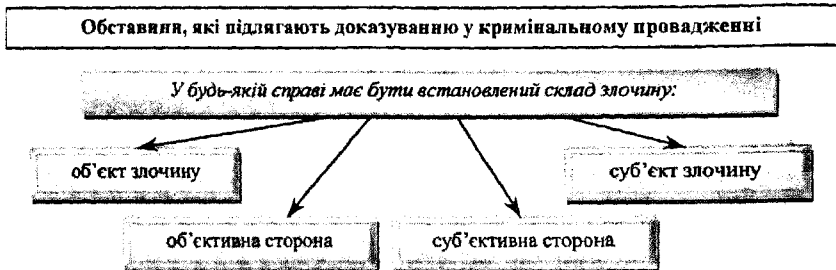 Обставини, які підлягають доказуванню у кримінальному провадженні
У будь-якій справі має бути встановлений склад злочину:
об'єкт злочину
суб'єкт злочину
об'єктивна сторона
суб'єктивна сторона